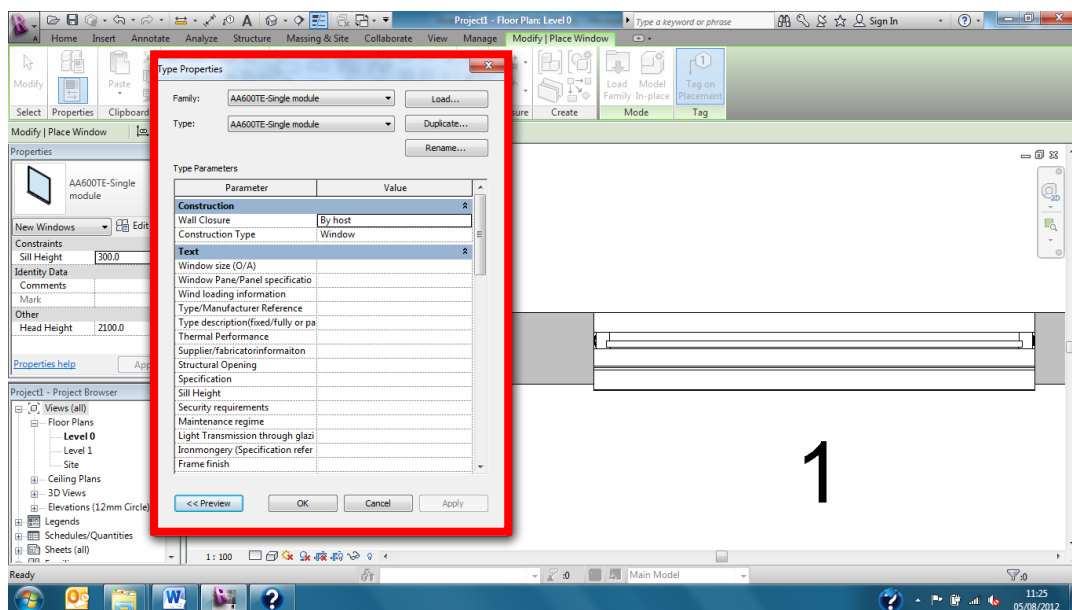 Project1 - Floor Plan: Level 0
Type a keyword or phrase
Sign In
Home Insert Annotate Analyze Structure Massing & Site Collaborate View Manage Modify | Place Window
Modify
Paste
Load Family
Model In-place
Tag on Placement
Select Properties Clipboard
Create Mode Tag
Modify | Place Window
Properties
AA600TE-Single module
New Windows Edit
Constraints
Sill Height 300.0
Identity Data
Comments
Mark
Other
Head Height 2100.0
Properties help App
Project1 - Project Browser
Views (all)
Floor Plans
Level 0
Level 1
Site
Ceiling Plans
3D Views
Elevations (12mm Circle)
Legends
Schedules/Quantities
Sheets (all)
Type Properties
Family: AA600TE-Single module Load...
Type: AA600TE-Single module Duplicate...
Rename...
Type Parameters
Parameter Value
Construction
Wall Closure By host
Construction Type Window
Text
Window size (O/A)
Window Pane/Panel specificatio
Wind loading information
Type/Manufacturer Reference
Type description(fixed/fully or pa
Thermal Performance
Supplier/fabricatorinformaiton
Structural Opening
Specification
Sill Height
Security requirements
Maintenance regime
Light Transmission through glazi
Ironmongery (Specification refer
Frame finish
<< Preview OK Cancel Apply
1
1 : 100
Ready
:0 Main Model :0
11:25
05/08/2012